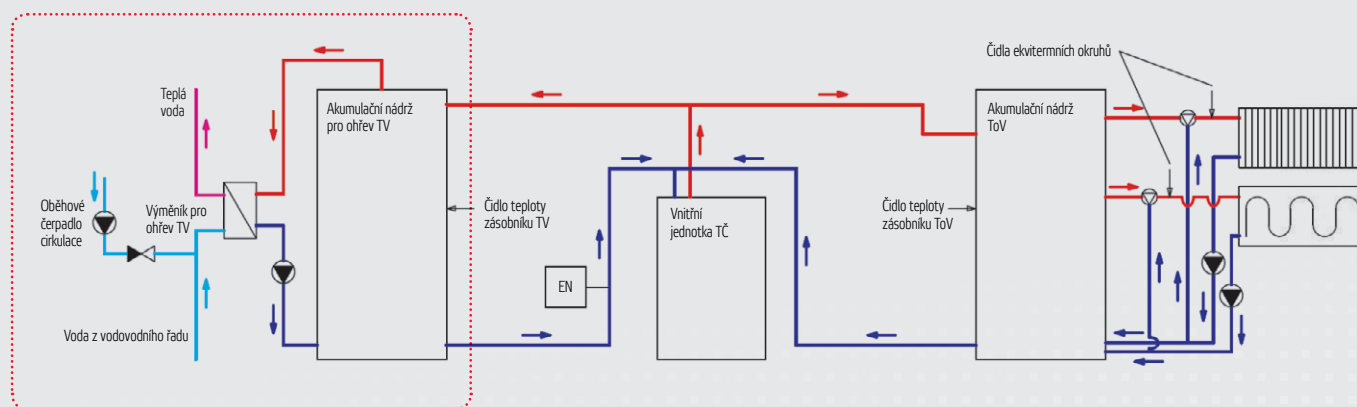 Čidla ekvitermních okruhů
Teplá
voda
Akumulační nádrž
pro ohřev TV
Akumulační nádrž
ToV
Oběhové
čerpadlo
cirkulace
Výměník pro
ohřev TV
Čidlo teploty
zásobníku TV
Vnitřní
jednotka TČ
Čidlo teploty
zásobníku ToV
EN
Voda z vodovodního řadu